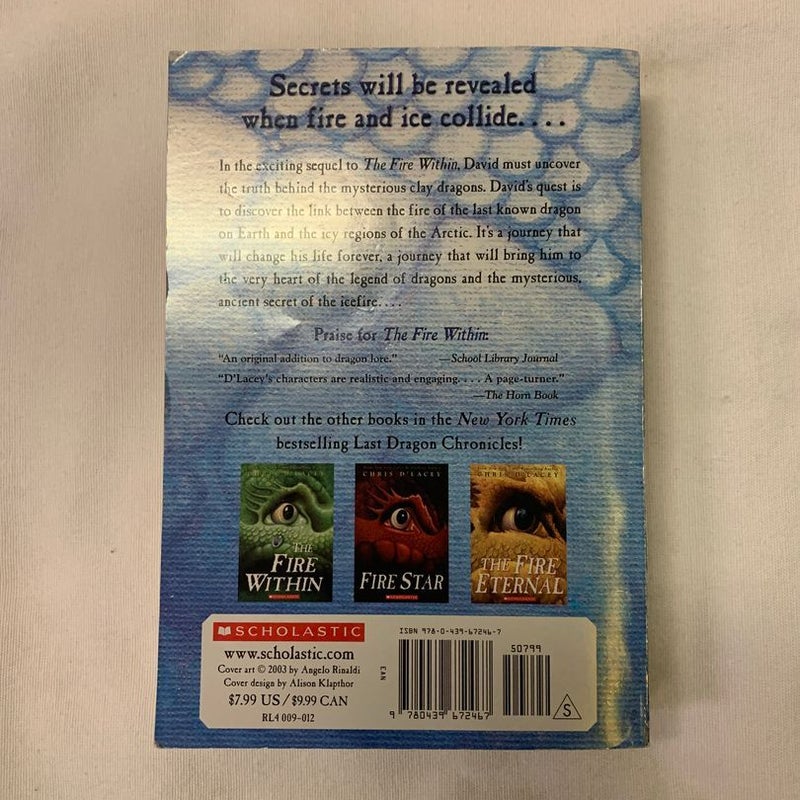 Secrets will be revealed
when fire and ice collide. . . .
In the exciting sequel to The Fire Within, David must uncover
the truth behind the mysterious clay dragons. David's quest is
to discover the link between the fire of the last known dragon
on Earth and the icy regions of the Arctic. It's a journey that
will change his life forever, a journey that will bring him to
the very heart of the legend of dragons and the mysterious,
ancient secret of the icefire. . . .
Praise for The Fire Within:
"An original addition to dragon lore." —School Library Journal
"D'Lacey's characters are realistic and engaging. . . . A page-turner."
—The Horn Book
Check out the other books in the New York Times
bestselling Last Dragon Chronicles!
THE
FIRE
WITHIN
SCHOLASTIC
CHRIS D'LACEY
FIRE STAR
SCHOLASTIC
CHRIS D'LACEY
THE FIRE
ETERNAL
SCHOLASTIC
SCHOLASTIC
www.scholastic.com
Cover art © 2003 by Angelo Rinaldi
Cover design by Alison Klapthor
$7.99 US / $9.99 CAN
RL4 009-012
EAN
ISBN 978-0-439-67246-7
50799
9 780439 672467
S